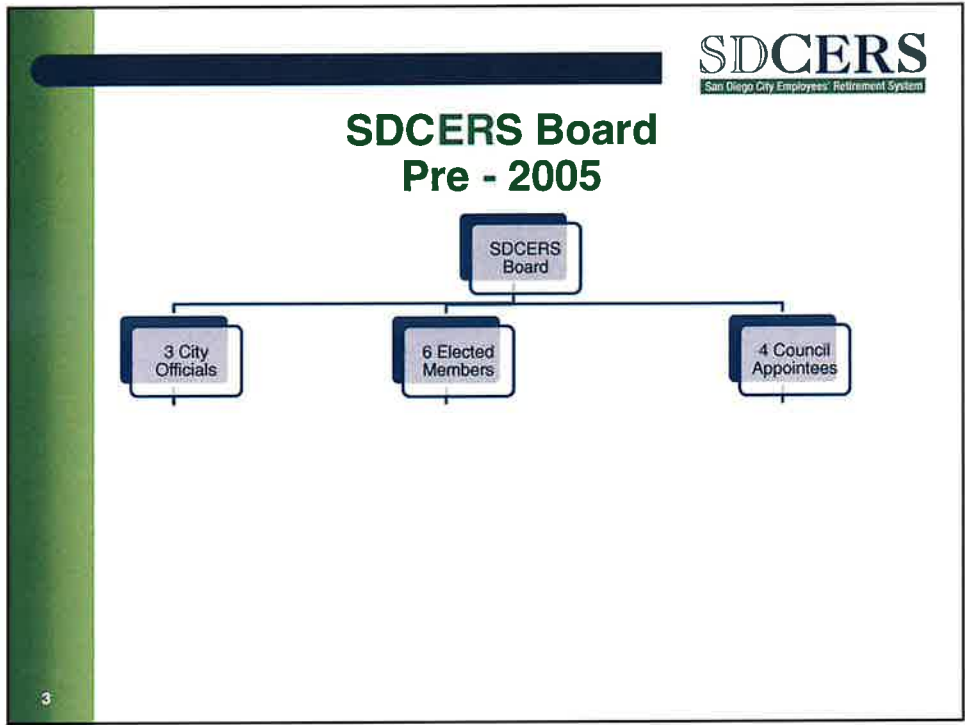 SDCERS
San Diego City Employees' Retirement System
SDCERS Board
Pre - 2005
SDCERS
Board
3 City
Officials
6 Elected
Members
4 Council
Appointees
3